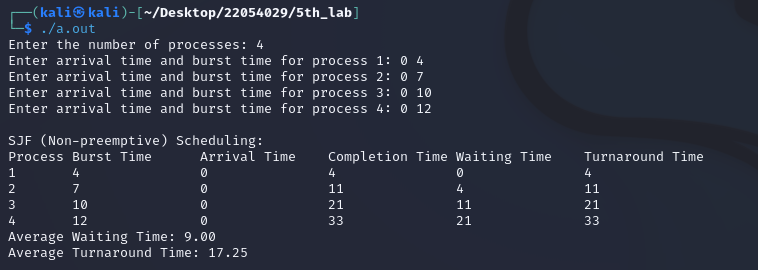 ┌──(kali㉿kali)-[~/Desktop/22054029/5th_lab]
└─$ ./a.out
Enter the number of processes: 4
Enter arrival time and burst time for process 1: 0 4
Enter arrival time and burst time for process 2: 0 7
Enter arrival time and burst time for process 3: 0 10
Enter arrival time and burst time for process 4: 0 12

SJF (Non-preemptive) Scheduling:
Process Burst Time      Arrival Time    Completion Time Waiting Time    Turnaround Time
1       4               0               4               0               4
2       7               0               11              4               11
3       10              0               21              11              21
4       12              0               33              21              33
Average Waiting Time: 9.00
Average Turnaround Time: 17.25